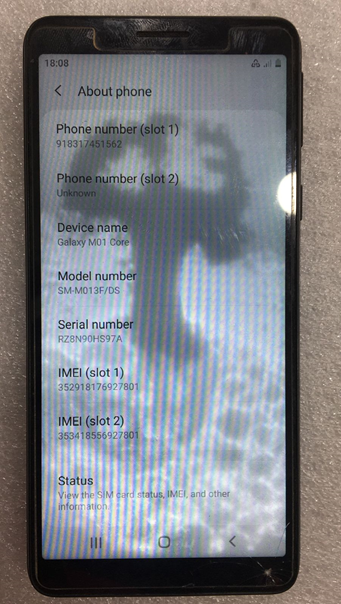 18:08
About phone
Phone number (slot 1)
918317451562
Phone number (slot 2)
Unknown
Device name
Galaxy M01 Core
Model number
SM-M013F/DS
Serial number
RZ8N90HS97A
IMEI (slot 1)
352918176927801
IMEI (slot 2)
353418556927801
Status
View the SIM card status, IMEI, and other
information.